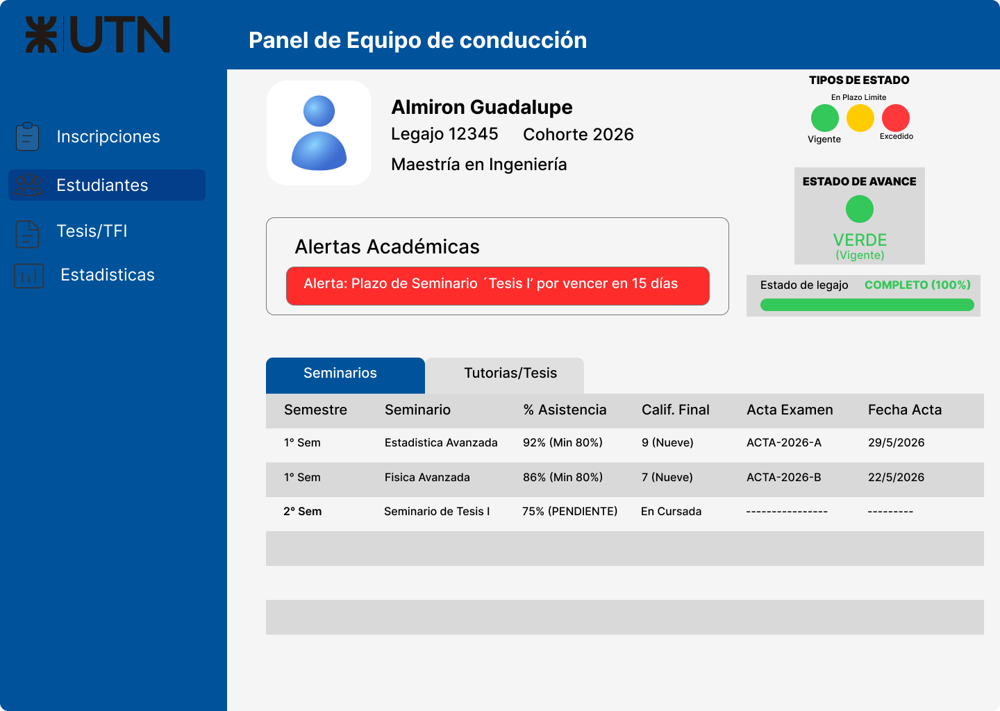 UTN
Panel de Equipo de conducción
Inscripciones
Estudiantes
Tesis/TFI
Estadisticas
Almiron Guadalupe
Legajo 12345 Cohorte 2026
Maestría en Ingeniería
TIPOS DE ESTADO
En Plazo Limite
Vigente
Excedido
ESTADO DE AVANCE
VERDE
(Vigente)
Estado de legajo COMPLETO (100%)
Alertas Académicas
Alerta: Plazo de Seminario ´Tesis I’ por vencer en 15 días
Seminarios Tutorias/Tesis
Semestre Seminario % Asistencia Calif. Final Acta Examen Fecha Acta
1° Sem Estadistica Avanzada 92% (Min 80%) 9 (Nueve) ACTA-2026-A 29/5/2026
1° Sem Fisica Avanzada 86% (Min 80%) 7 (Nueve) ACTA-2026-B 22/5/2026
2° Sem Seminario de Tesis I 75% (PENDIENTE) En Cursada ---------------- ---------